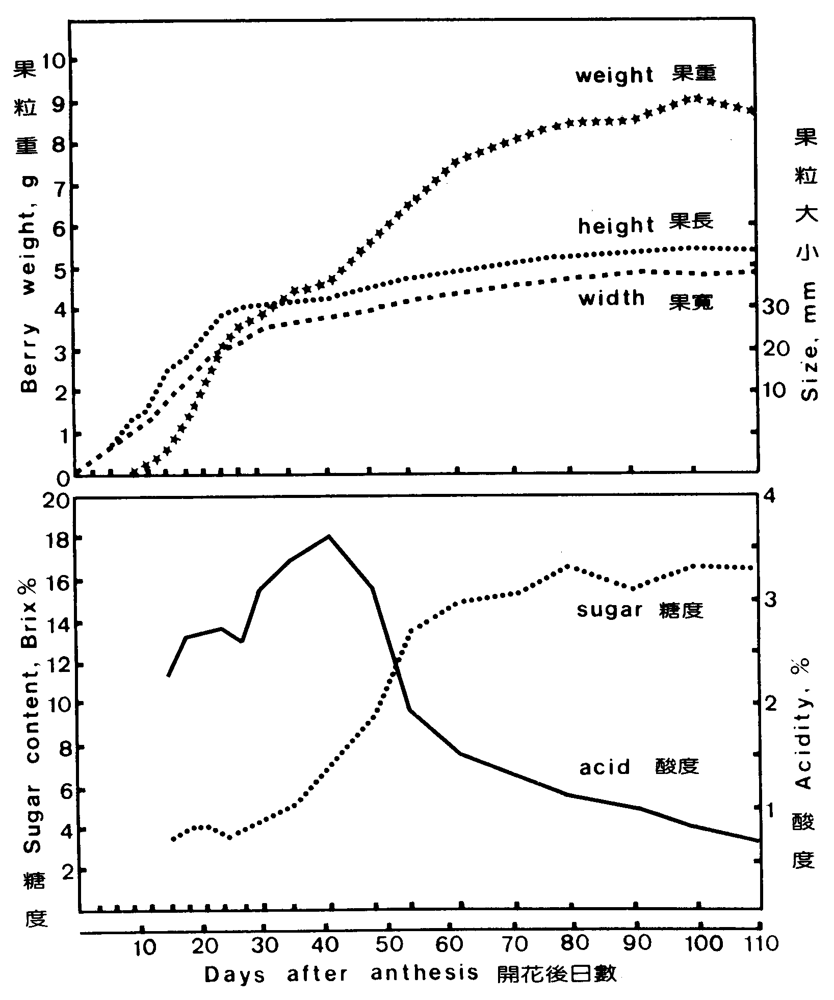 果粒重 Berry weight, g
10
9
8
7
6
5
4
3
2
1
0
weight 果重
height 果長
width 果寬
果粒大小 Size, mm
30
20
10
糖度 Sugar content, Brix%
20
18
16
14
12
10
8
6
4
2
sugar 糖度
acid 酸度
4
3
2
1
Acidity, % 酸度
10 20 30 40 50 60 70 80 90 100 110
Days after anthesis 開花後日數